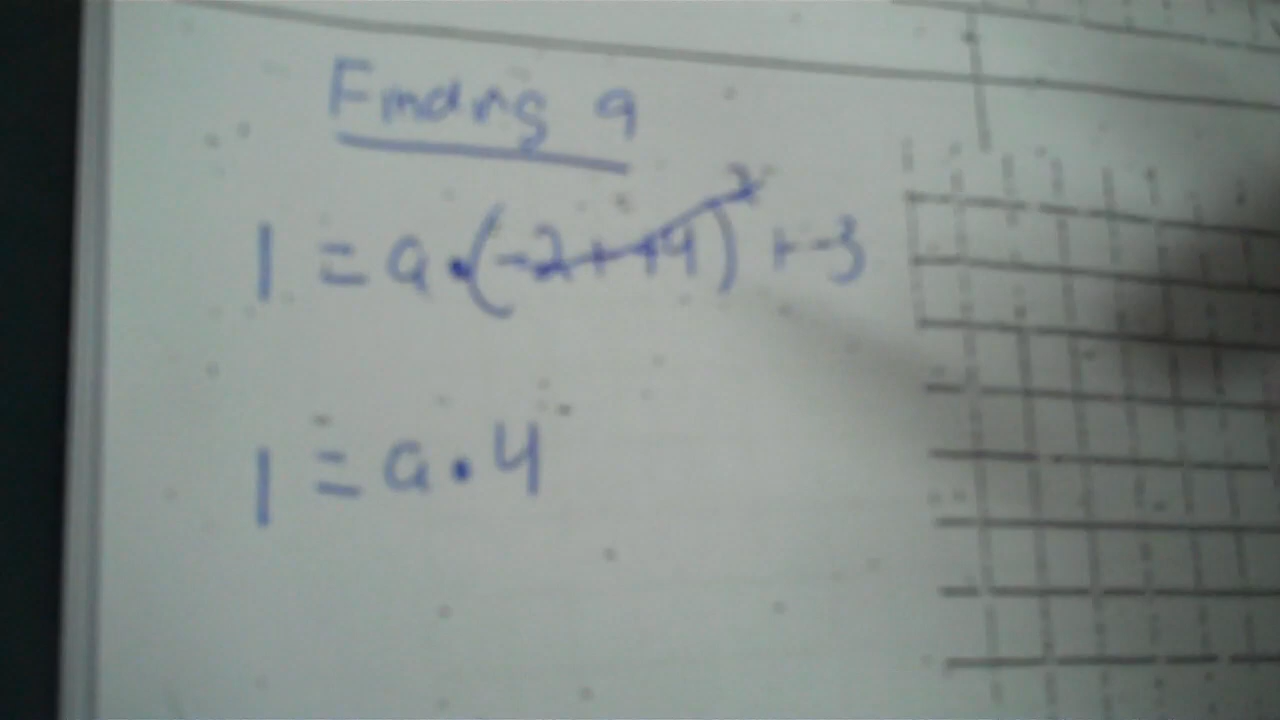 Finding a
1 = a • (-2 + +4)² + -3
1 = a • 4